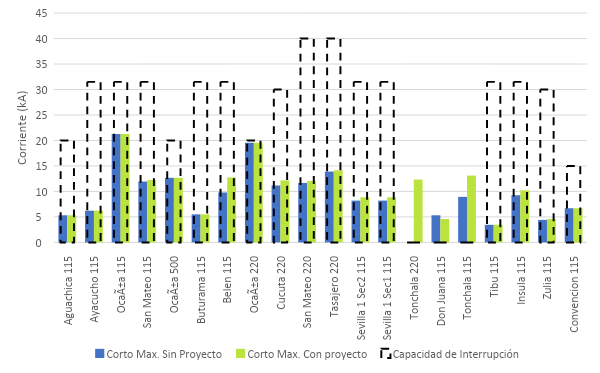 45
40
35
30
25
20
15
10
5
0
Corriente (kA)
Aguachica 115
Ayacucho 115
OcaÃ±a 115
San Mateo 115
OcaÃ±a 500
Buturama 115
Belen 115
OcaÃ±a 220
Cucuta 220
San Mateo 220
Tasajero 220
Sevilla 1 Sec2 115
Sevilla 1 Sec1 115
Tonchala 220
Don Juana 115
Tonchala 115
Tibu 115
Insula 115
Zulia 115
Convencion 115
Corto Max. Sin Proyecto
Corto Max. Con proyecto
Capacidad de Interrupción